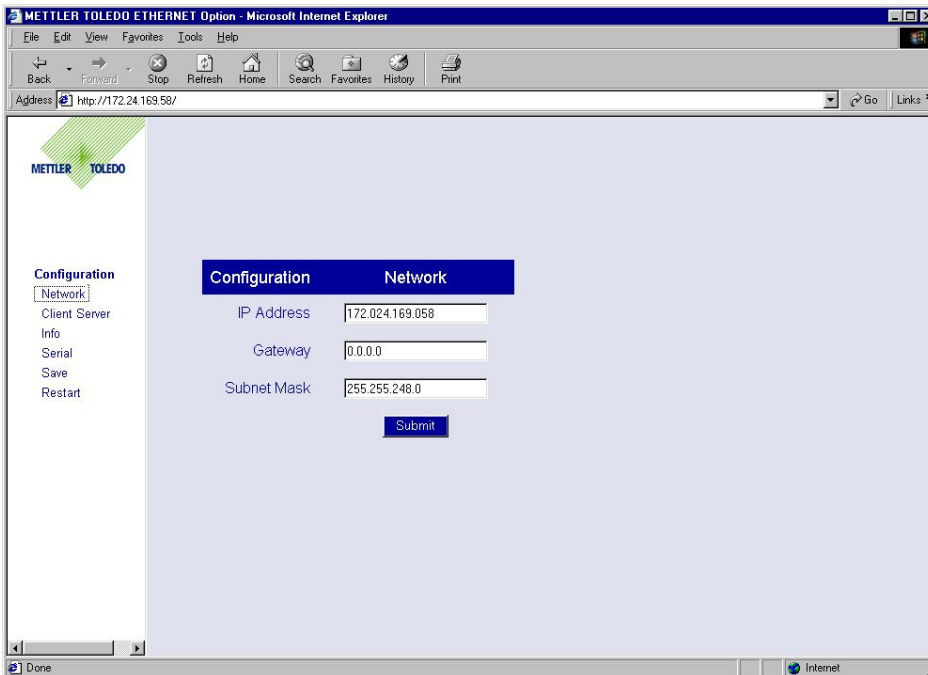 METTLER TOLEDO ETHERNET Option - Microsoft Internet Explorer
File Edit View Favorites Tools Help
Back Forward Stop Refresh Home Search Favorites History Print
Address http://172.24.169.58/ Go Links
METTLER TOLEDO
Configuration
Network
Client Server
Info
Serial
Save
Restart
Configuration Network
IP Address 172.024.169.058
Gateway 0.0.0.0
Subnet Mask 255.255.248.0
Submit
Done Internet